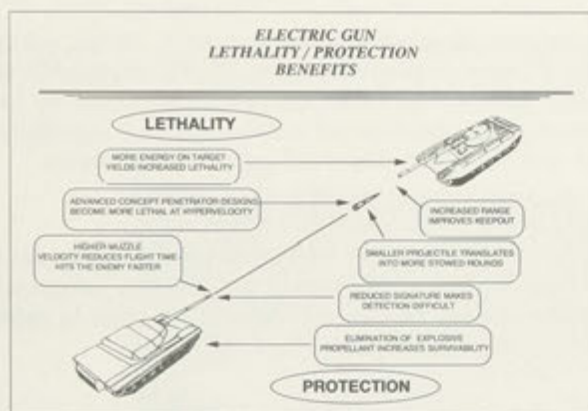 ELECTRIC GUN
LETHALITY / PROTECTION
BENEFITS
LETHALITY
MORE ENERGY ON TARGET
YIELDS INCREASED LETHALITY
ADVANCED CONCEPT PENETRATOR DESIGNS
BECOME MORE LETHAL AT HYPERVELOCITY
HIGHER MUZZLE
VELOCITY REDUCES FLIGHT TIME
HITS THE ENEMY FASTER
INCREASED RANGE
IMPROVES KEEPOUT
SMALLER PROJECTILE TRANSLATES
INTO MORE STOWED ROUNDS
REDUCED SIGNATURE MAKES
DETECTION DIFFICULT
ELIMINATION OF EXPLOSIVE
PROPELLANT INCREASES SURVIVABILITY
PROTECTION